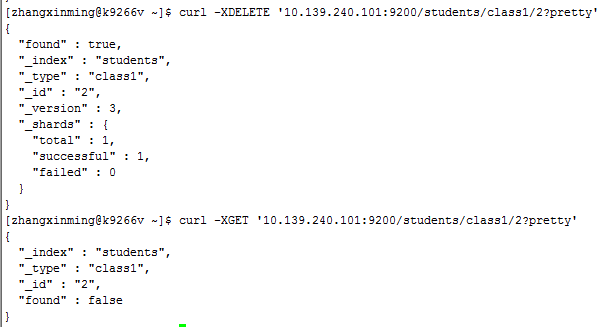 [zhangxinming@k9266v ~]$ curl -XDELETE '10.139.240.101:9200/students/class1/2?pretty'
{
  "found" : true,
  "_index" : "students",
  "_type" : "class1",
  "_id" : "2",
  "_version" : 3,
  "_shards" : {
    "total" : 1,
    "successful" : 1,
    "failed" : 0
  }
}
[zhangxinming@k9266v ~]$ curl -XGET '10.139.240.101:9200/students/class1/2?pretty'
{
  "_index" : "students",
  "_type" : "class1",
  "_id" : "2",
  "found" : false
}